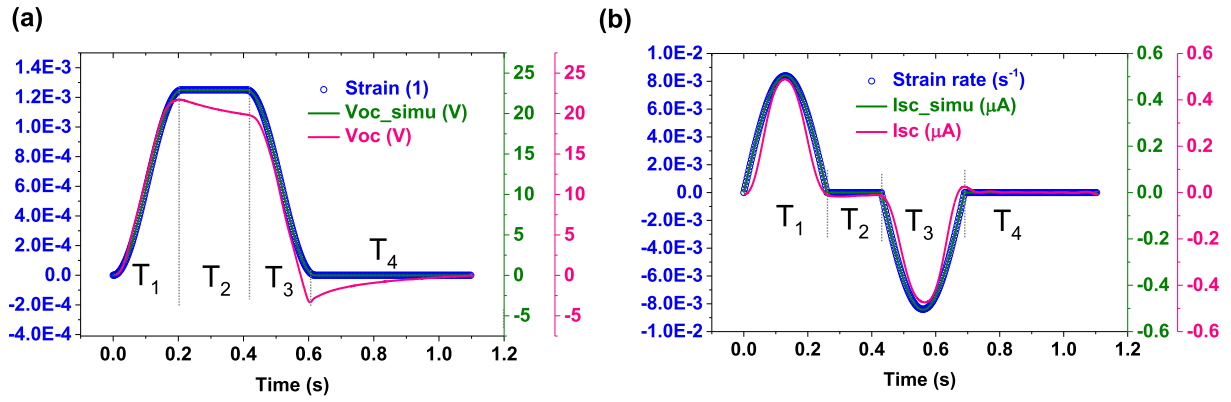 (a)
1.4E-3
1.2E-3
1.0E-3
8.0E-4
6.0E-4
4.0E-4
2.0E-4
0.0
-2.0E-4
-4.0E-4
Strain (1)
Voc_simu (V)
Voc (V)
T1
T2
T3
T4
25
20
15
10
5
0
-5
25
20
15
10
5
0
-5
0.0 0.2 0.4 0.6 0.8 1.0 1.2
Time (s)
(b)
1.0E-2
8.0E-3
6.0E-3
4.0E-3
2.0E-3
0.0
-2.0E-3
-4.0E-3
-6.0E-3
-8.0E-3
-1.0E-2
Strain rate (s⁻¹)
Isc_simu (μA)
Isc (μA)
T1
T2
T3
T4
0.6
0.4
0.2
0.0
-0.2
-0.4
-0.6
0.6
0.4
0.2
0.0
-0.2
-0.4
-0.6
0.0 0.2 0.4 0.6 0.8 1.0 1.2
Time (s)